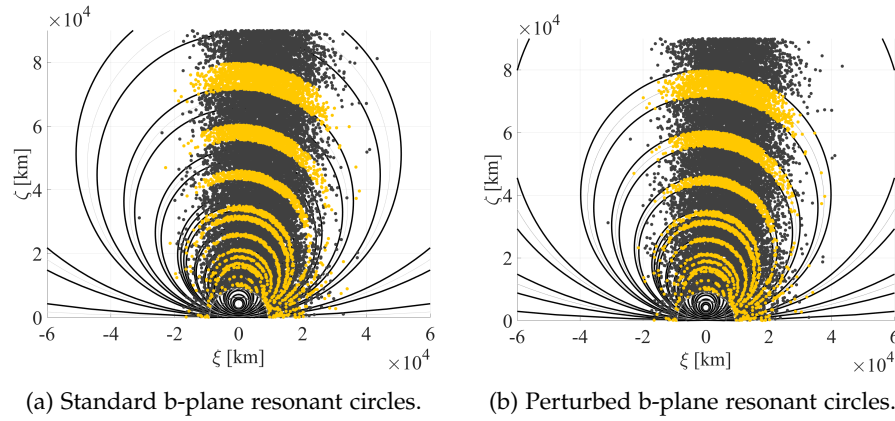 ×10⁴
8
6
4
2
0
ζ [km]
-6 -4 -2 0 2 4 6
ξ [km]
×10⁴
(a) Standard b-plane resonant circles.
×10⁴
8
6
4
2
0
ζ [km]
-6 -4 -2 0 2 4 6
ξ [km]
×10⁴
(b) Perturbed b-plane resonant circles.